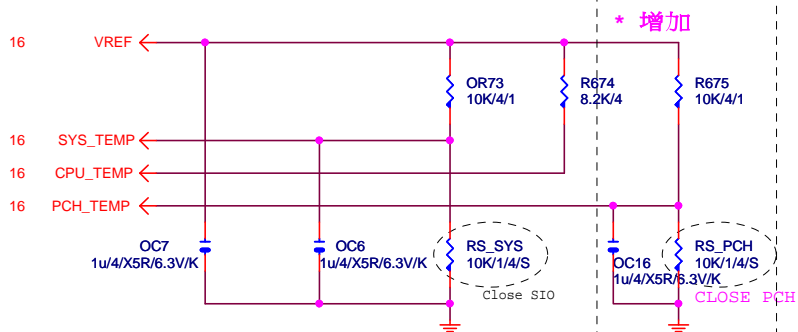 * 增加
16 VREF
OR73
10K/4/1
R674
8.2K/4
R675
10K/4/1
16 SYS_TEMP
16 CPU_TEMP
16 PCH_TEMP
OC7
1u/4/X5R/6.3V/K
OC6
1u/4/X5R/6.3V/K
RS_SYS
10K/1/4/S
Close SIO
OC16
1u/4/X5R/6.3V/K
RS_PCH
10K/1/4/S
CLOSE PCH